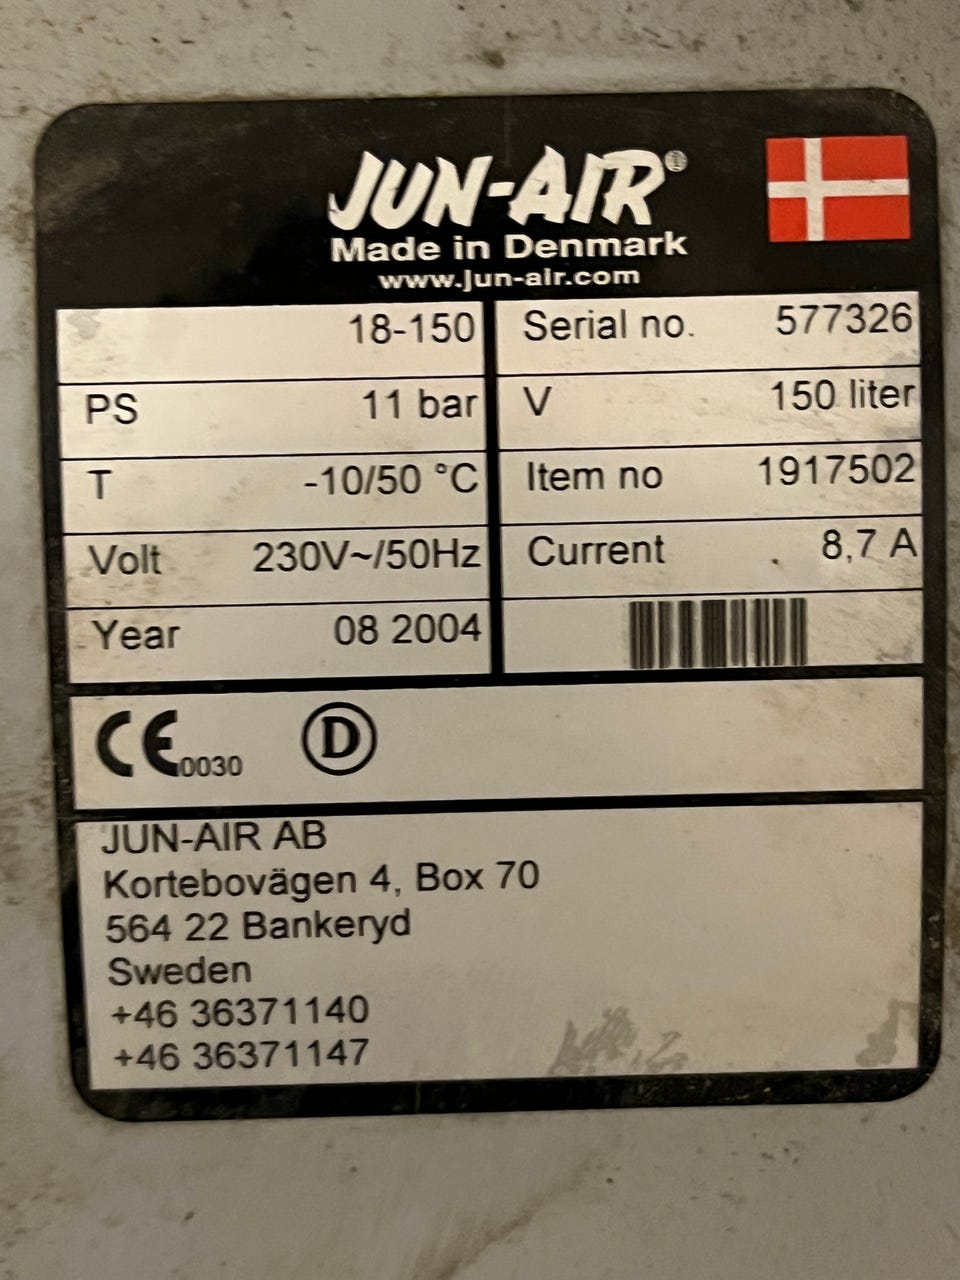 JUN-AIR®
Made in Denmark
www.jun-air.com
18-150 Serial no. 577326
PS 11 bar V 150 liter
T -10/50 °C Item no 1917502
Volt 230V~/50Hz Current 8,7 A
Year 08 2004
CE 0030 D
JUN-AIR AB
Kortebovägen 4, Box 70
564 22 Bankeryd
Sweden
+46 36371140
+46 36371147